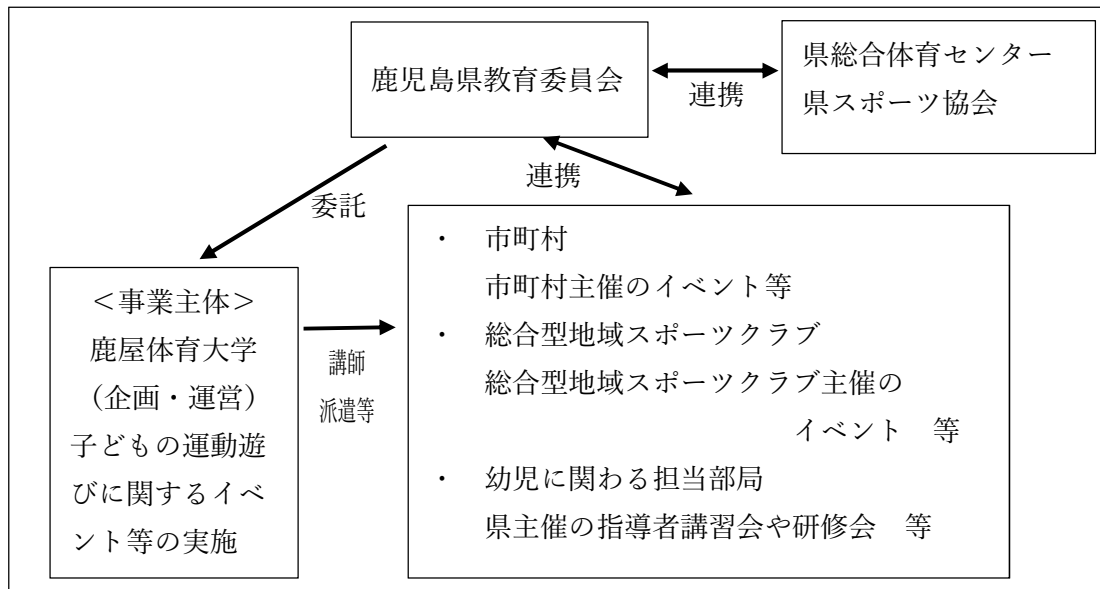 鹿児島県教育委員会
連携
県総合体育センター
県スポーツ協会
委託
連携
＜事業主体＞
鹿屋体育大学
（企画・運営）
子どもの運動遊
びに関するイベ
ント等の実施
講師
派遣等
・ 市町村
市町村主催のイベント等
・ 総合型地域スポーツクラブ
総合型地域スポーツクラブ主催の
イベント　等
・ 幼児に関わる担当部局
県主催の指導者講習会や研修会　等